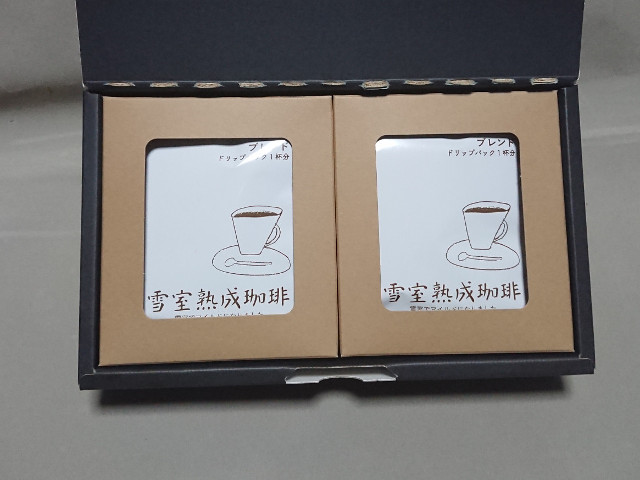 ブレンド
ドリップパック1杯分
雪室熟成珈琲
ブレンド
ドリップパック1杯分
雪室熟成珈琲